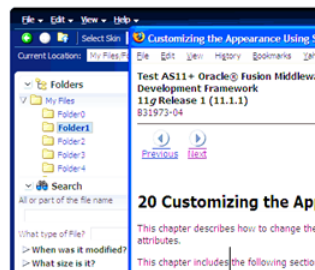 File Edit View Help
Select Skin
Current Location: My Files/F
Folders
My Files
Folder0
Folder1
Folder2
Folder3
Folder4
Search
All or part of the file name
What type of File?
When was it modified?
What size is it?
Customizing the Appearance Using S
File Edit View History Bookmarks
Test AS11+ Oracle® Fusion Middlewa
Development Framework
11g Release 1 (11.1.1)
B31973-04
Previous Next
20 Customizing the Ap
This chapter describes how to change the
attributes.
This chapter includes the following sectio